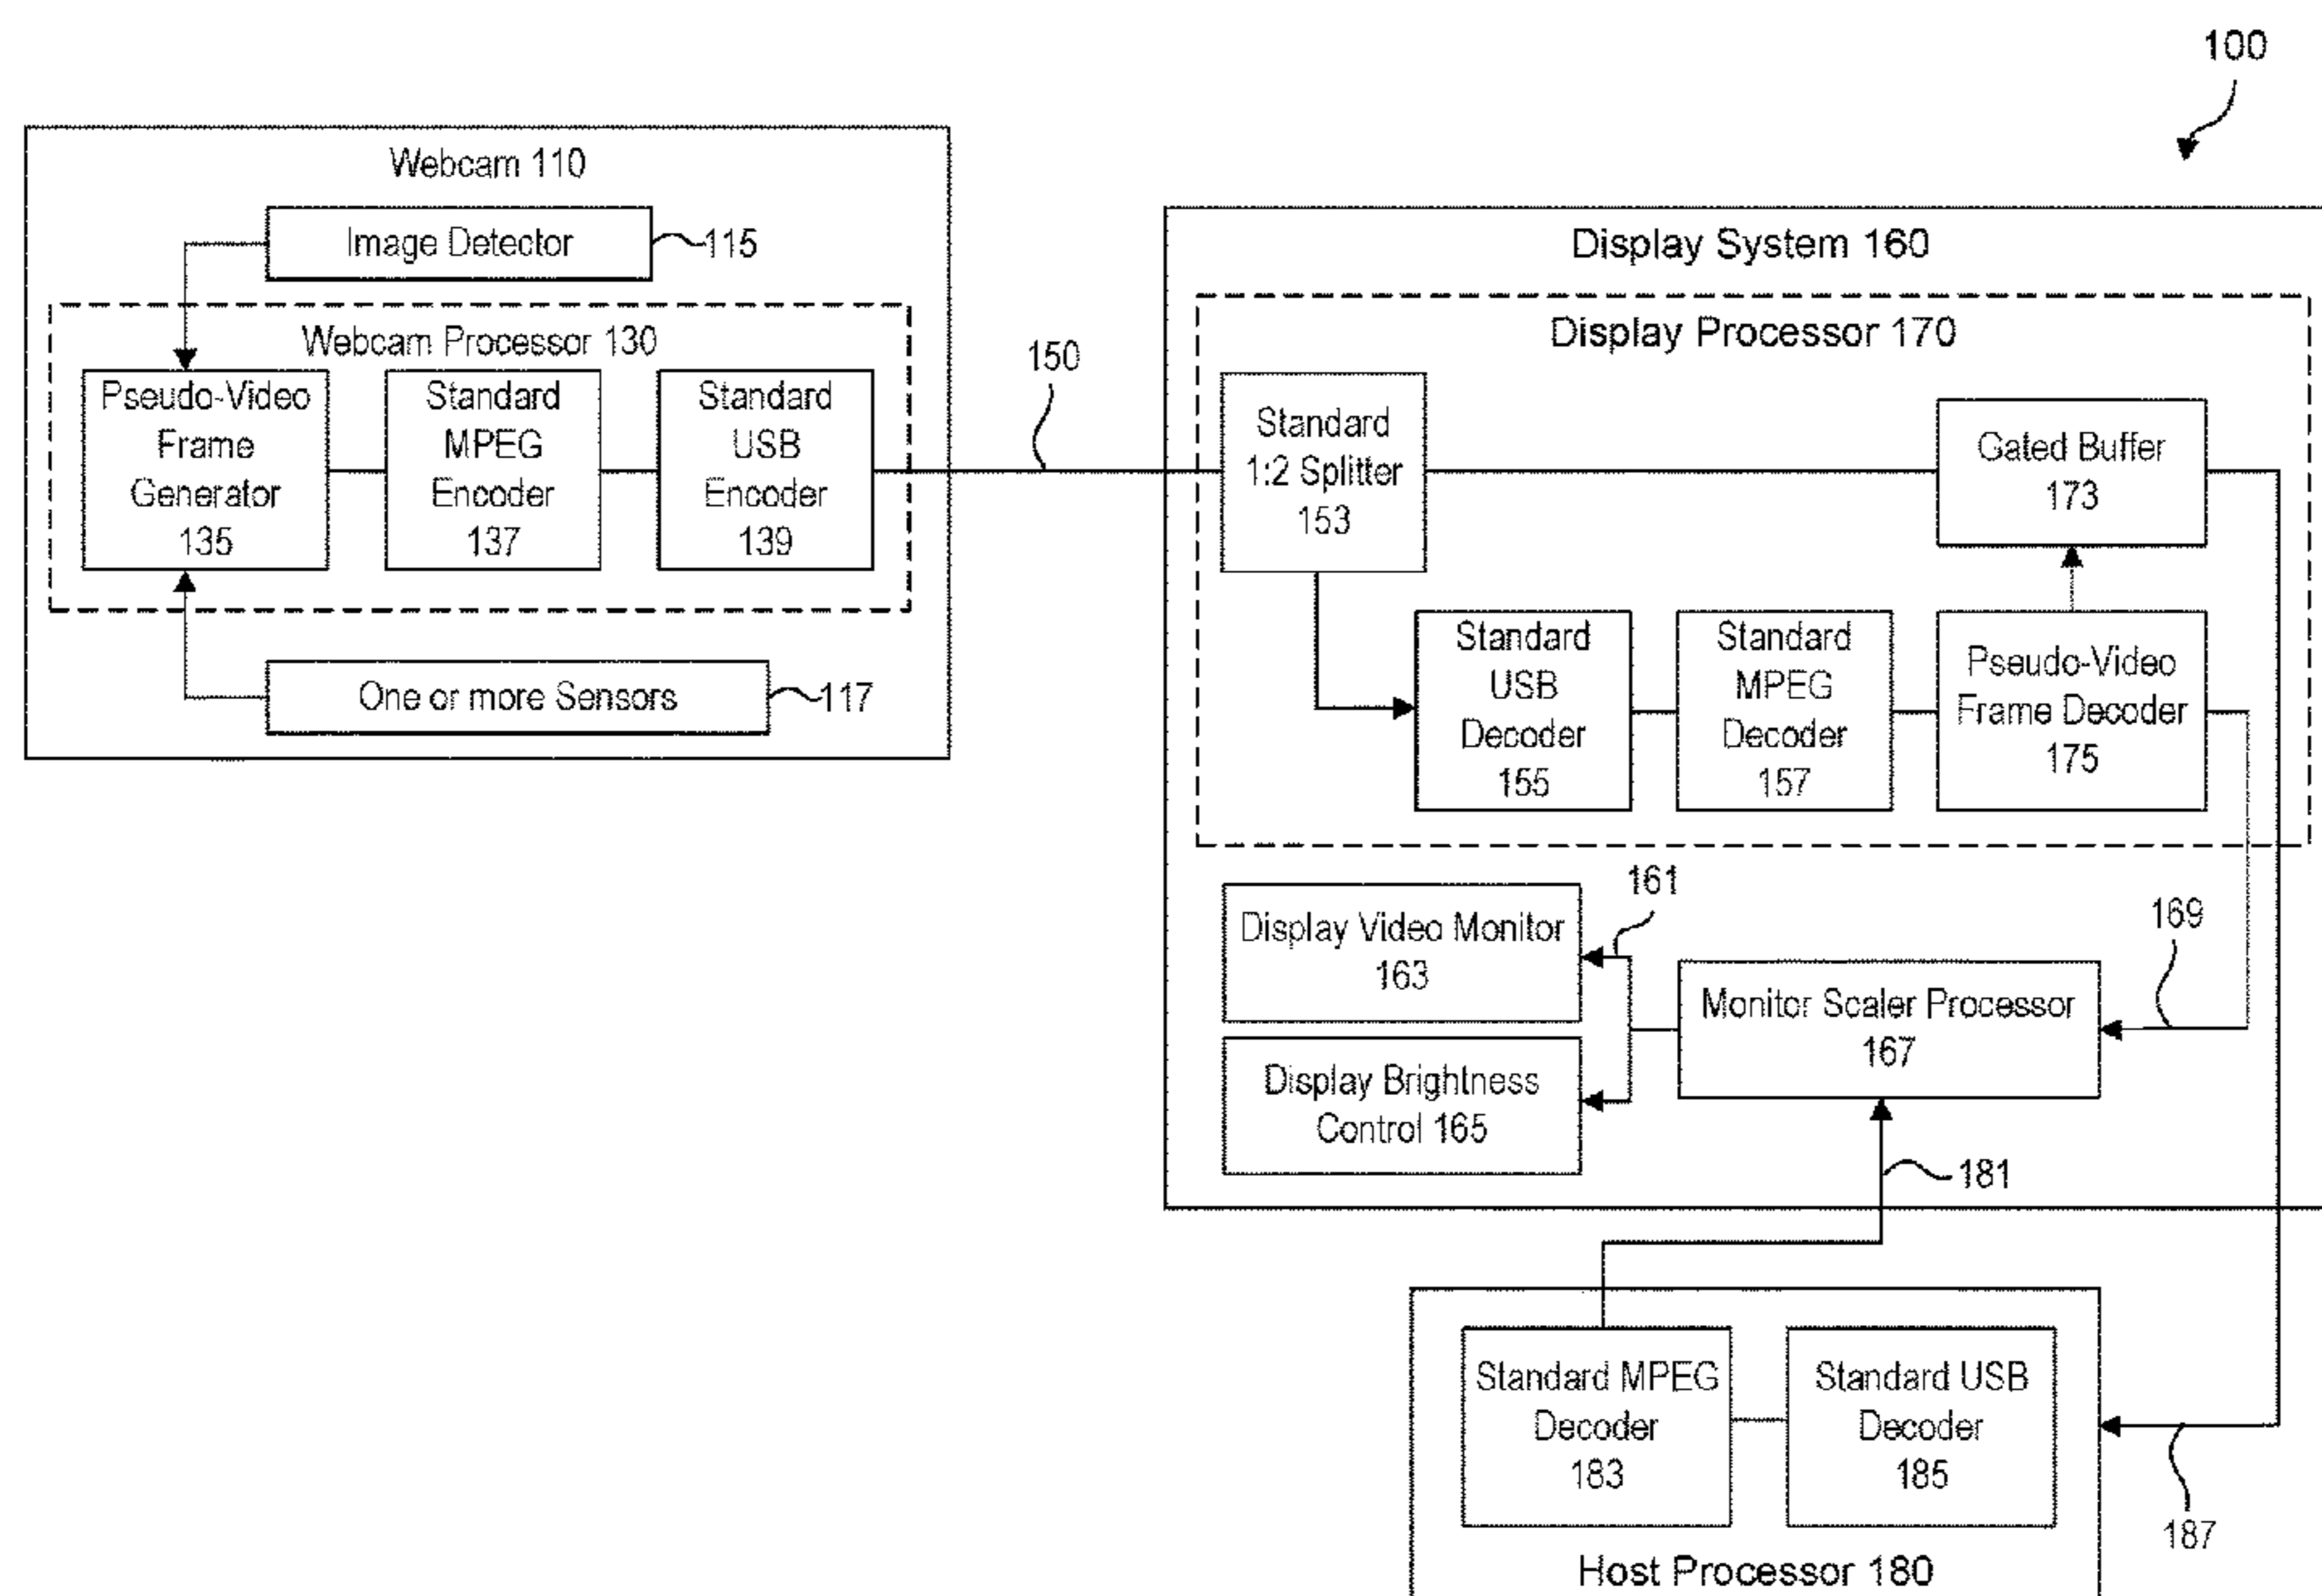 100
Webcam 110
Image Detector
115
Webcam Processor 130
Pseudo-Video
Frame
Generator
135
Standard
MPEG
Encoder
137
Standard
USB
Encoder
139
One or more Sensors
117
150
Display System 160
Display Processor 170
Standard
1:2 Splitter
153
Gated Buffer
173
Standard
USB
Decoder
155
Standard
MPEG
Decoder
157
Pseudo-Video
Frame Decoder
175
Display Video Monitor
163
161
169
Monitor Scaler Processor
167
Display Brightness
Control 165
181
Standard MPEG
Decoder
183
Standard USB
Decoder
185
187
Host Processor 180